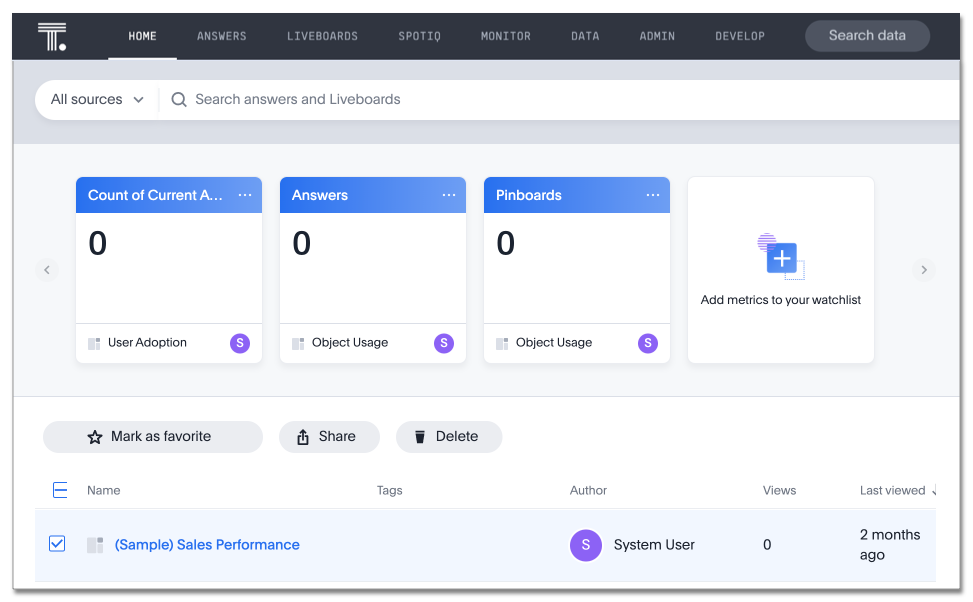 T.
HOME ANSWERS LIVEBOARDS SPOTIQ MONITOR DATA ADMIN DEVELOP Search data
All sources Search answers and Liveboards
Count of Current A... Answers Pinboards
0 0 0
Add metrics to your watchlist
User Adoption S Object Usage S Object Usage S
Mark as favorite Share Delete
Name Tags Author Views Last viewed
(Sample) Sales Performance S System User 0 2 months
ago